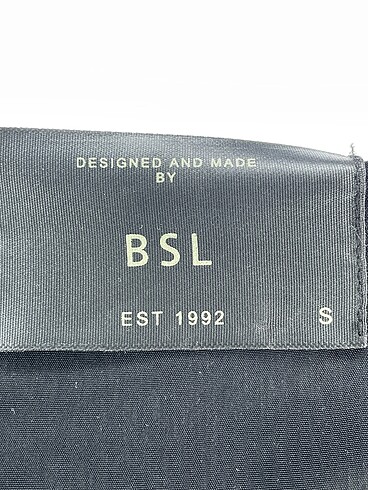 DESIGNED AND MADE
BY
BSL
EST 1992
S